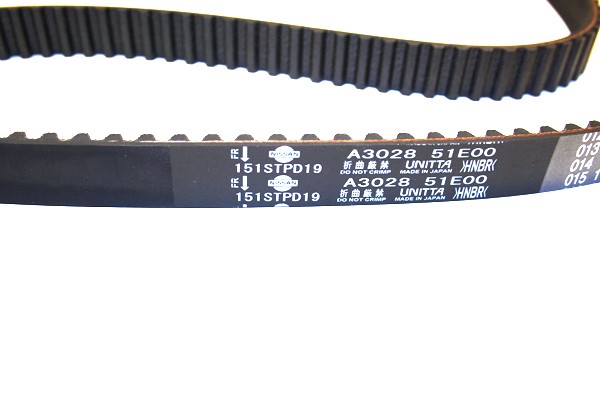 FR NISSAN A3028 51E00
151STPD19 折曲厳禁 UNITTA >HNBR<
DO NOT CRIMP MADE IN JAPAN
FR NISSAN A3028 51E00
151STPD19 折曲厳禁 UNITTA >HNBR<
DO NOT CRIMP MADE IN JAPAN
013
014
015 1